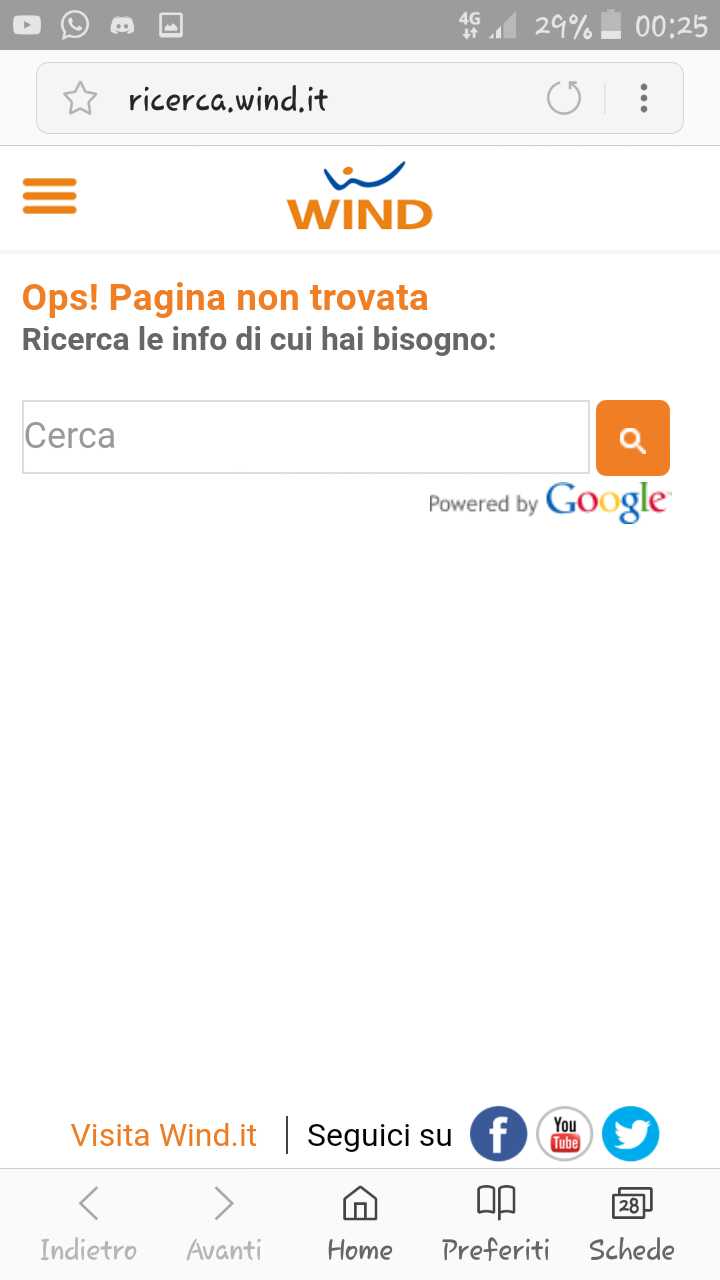 4G 29% 00:25
ricerca.wind.it
WIND
Ops! Pagina non trovata
Ricerca le info di cui hai bisogno:
Cerca
Powered by Google
Visita Wind.it | Seguici su f You Tube
28
Indietro Avanti Home Preferiti Schede